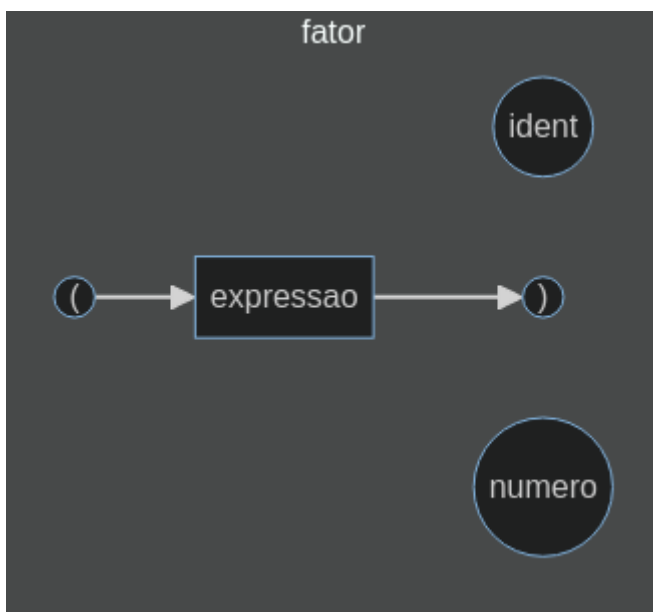 fator
ident
( expressao )
numero